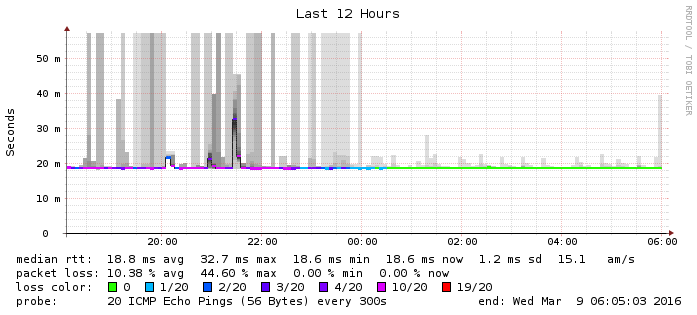 Last 12 Hours
RRDTOOL / TOBI OETIKER
Seconds
50 m
40 m
30 m
20 m
10 m
0
20:00 22:00 00:00 02:00 04:00 06:00
median rtt: 18.8 ms avg 32.7 ms max 18.6 ms min 18.6 ms now 1.2 ms sd 15.1 am/s
packet loss: 10.38 % avg 44.60 % max 0.00 % min 0.00 % now
loss color: 0 1/20 2/20 3/20 4/20 10/20 19/20
probe: 20 ICMP Echo Pings (56 Bytes) every 300s end: Wed Mar 9 06:05:03 2016